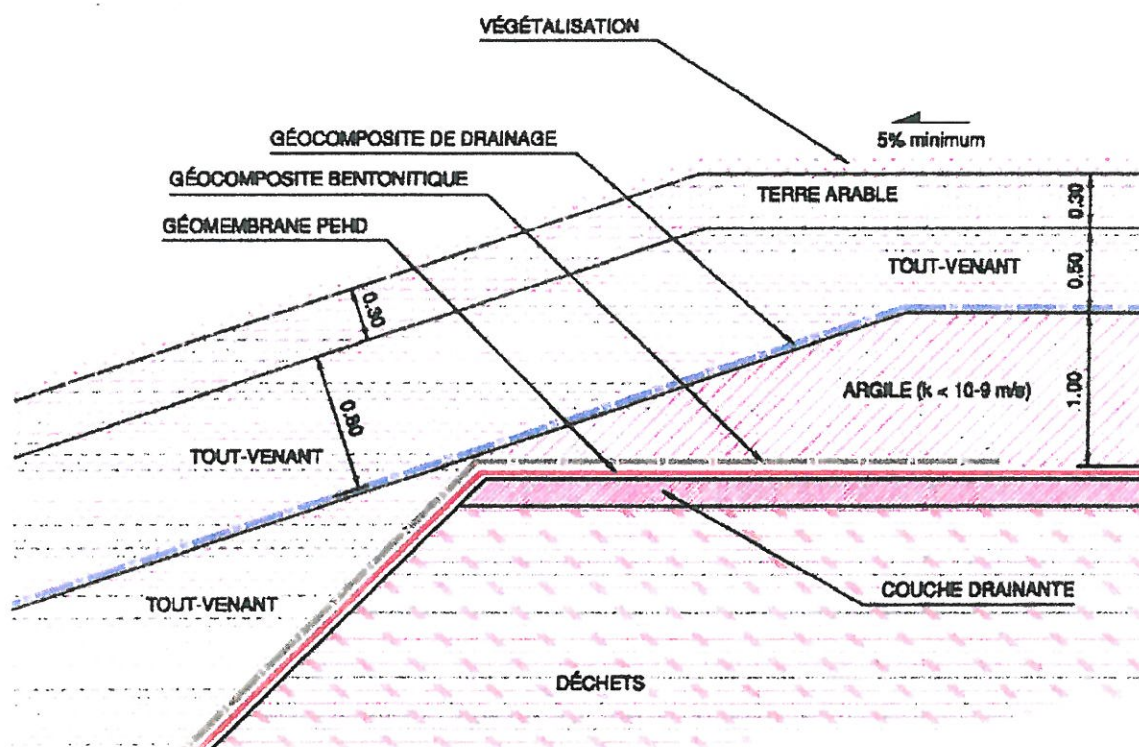 VÉGÉTALISATION
5% minimum
GÉOCOMPOSITE DE DRAINAGE
GÉOCOMPOSITE BENTONITIQUE
TERRE ARABLE
0.30
GÉOMEMBRANE PEHD
TOUT-VENANT
0.50
0.30
ARGILE (k < 10-9 m/s)
1.00
0.80
TOUT-VENANT
COUCHE DRAINANTE
TOUT-VENANT
DÉCHETS